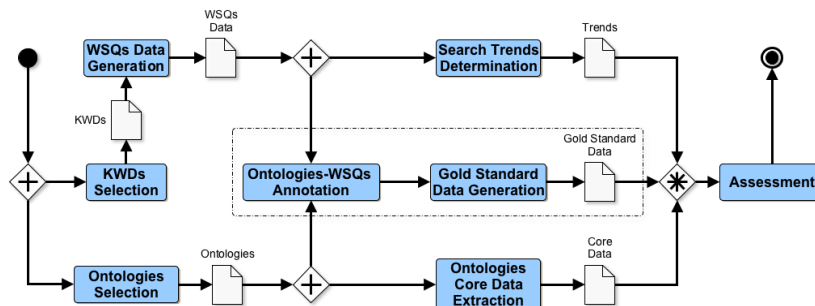 WSQs Data
Generation
WSQs
Data
Search Trends
Determination
Trends
KWDs
KWDs
Selection
Ontologies-WSQs
Annotation
Gold Standard
Data Generation
Gold Standard
Data
Assessment
Ontologies
Selection
Ontologies
Ontologies
Core Data
Extraction
Core
Data